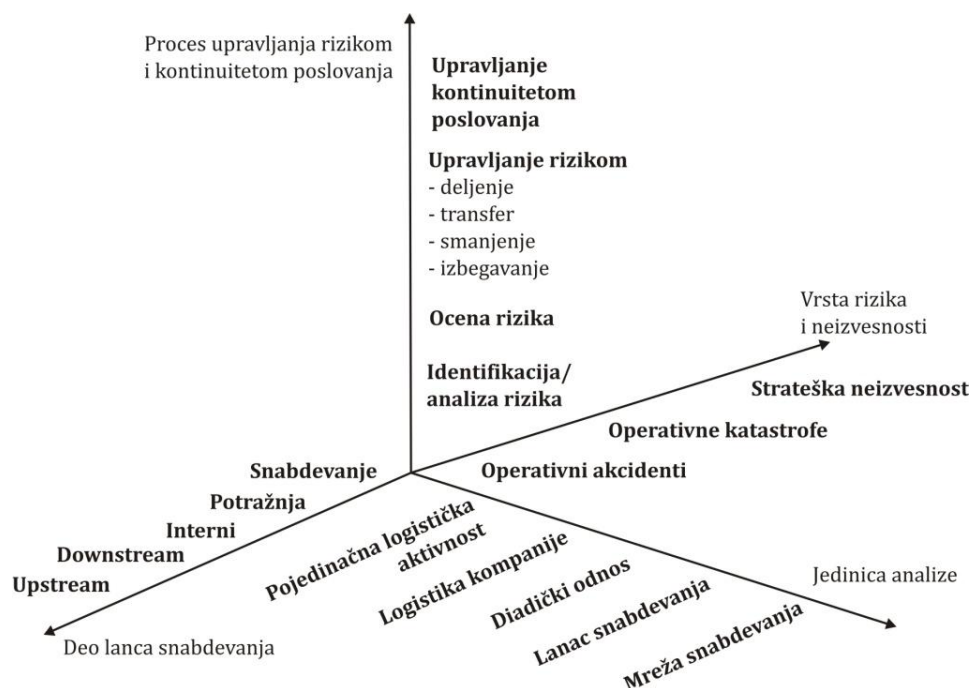 Proces upravljanja rizikom
i kontinuitetom poslovanja
Upravljanje
kontinuitetom
poslovanja
Upravljanje rizikom
- deljenje
- transfer
- smanjenje
- izbegavanje
Ocena rizika
Identifikacija/
analiza rizika
Vrsta rizika
i neizvesnosti
Strateška neizvesnost
Operativne katastrofe
Operativni akcidenti
Snabdevanje
Potražnja
Interni
Downstream
Upstream
Deo lanca snabdevanja
Pojedinačna logistička
aktivnost
Logistika kompanije
Diadički odnos
Lanac snabdevanja
Mreža snabdevanja
Jedinica analize